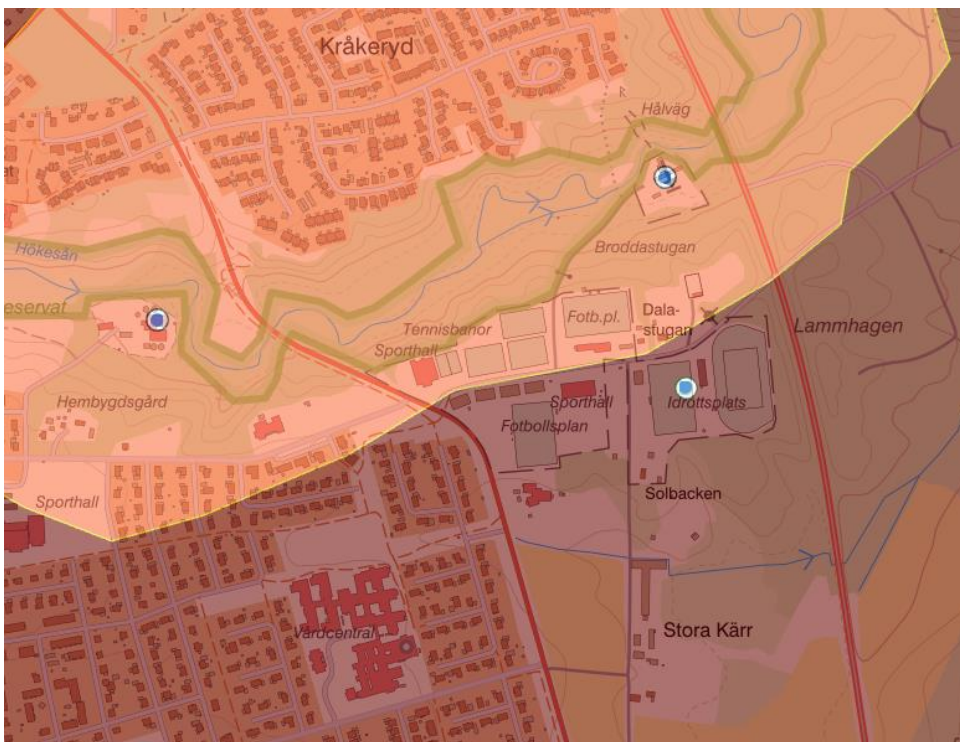 Kråkeryd
R
Hålväg
Hökesån
eservat
Broddastugan
Tennisbanor
Fotb.pl.
Dala-
stugan
Sporthall
Lammhagen
Hembygdsgård
Sporthall
Idrottsplats
Fotbollsplan
Sporthall
Solbacken
Vårdcentral
Stora Kärr